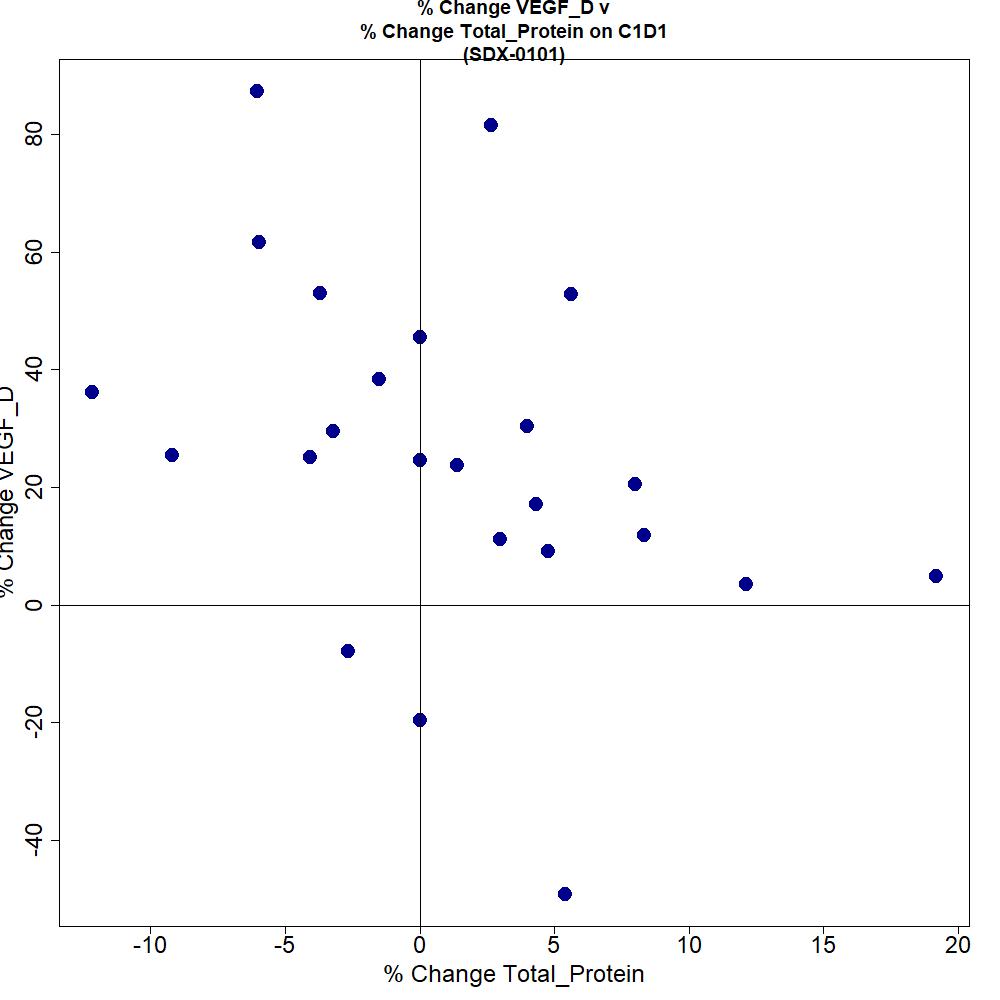 % Change VEGF_D v
% Change Total_Protein on C1D1
(SDX-0101)
% Change VEGF_D
80
60
40
20
0
-20
-40
-10
-5
0
5
10
15
20
% Change Total_Protein